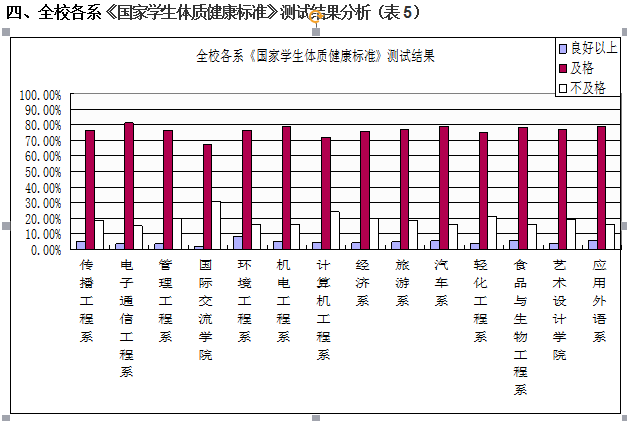 四、全校各系《国家学生体质健康标准》测试结果分析（表5）
全校各系《国家学生体质健康标准》测试结果
良好以上
及格
不及格
100.00%
90.00%
80.00%
70.00%
60.00%
50.00%
40.00%
30.00%
20.00%
10.00%
0.00%
传播工程系
电子通信工程系
管理工程系
国际交流学院
环境工程系
机电工程系
计算机工程系
经济系
旅游系
汽车系
轻化工程系
食品与生物工程系
艺术设计学院
应用外语系